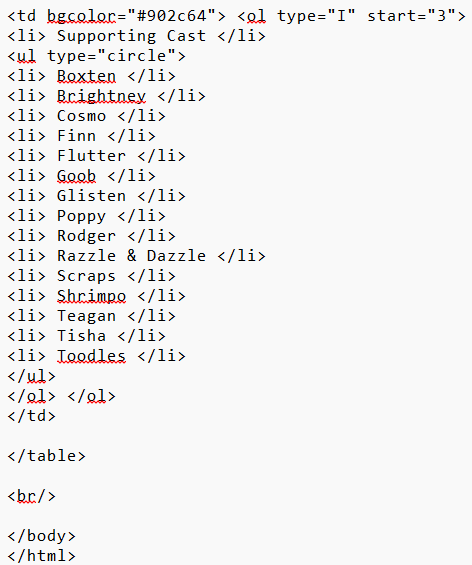 <td bgcolor="#902c64"> <ol type="I" start="3">
<li> Supporting Cast </li>
<ul type="circle">
<li> Boxten </li>
<li> Brightney </li>
<li> Cosmo </li>
<li> Finn </li>
<li> Flutter </li>
<li> Goob </li>
<li> Glisten </li>
<li> Poppy </li>
<li> Rodger </li>
<li> Razzle & Dazzle </li>
<li> Scraps </li>
<li> Shrimpo </li>
<li> Teagan </li>
<li> Tisha </li>
<li> Toodles </li>
</ul>
</ol> </ol>
</td>
</table>
<br/>
</body>
</html>